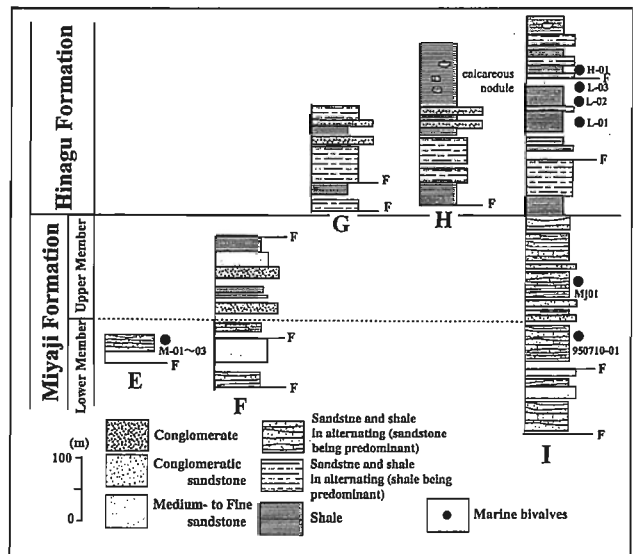 Hinagu Formation
Miyaji Formation
Upper Member
Lower Member
calcareous
nodule
H-01
F
L-03
L-02
L-01
F
F
F
G
F
H
F
F
Mj01
M-01~03
F
E
F
F
F
950710-01
F
F
I
(m)
100
0
Conglomerate
Conglomeratic
sandstone
Medium- to Fine
sandstone
Sandstne and shale
in alternating (sandstone
being predominant)
Sandstne and shale
in alternating (shale being
predominant)
Shale
Marine bivalves